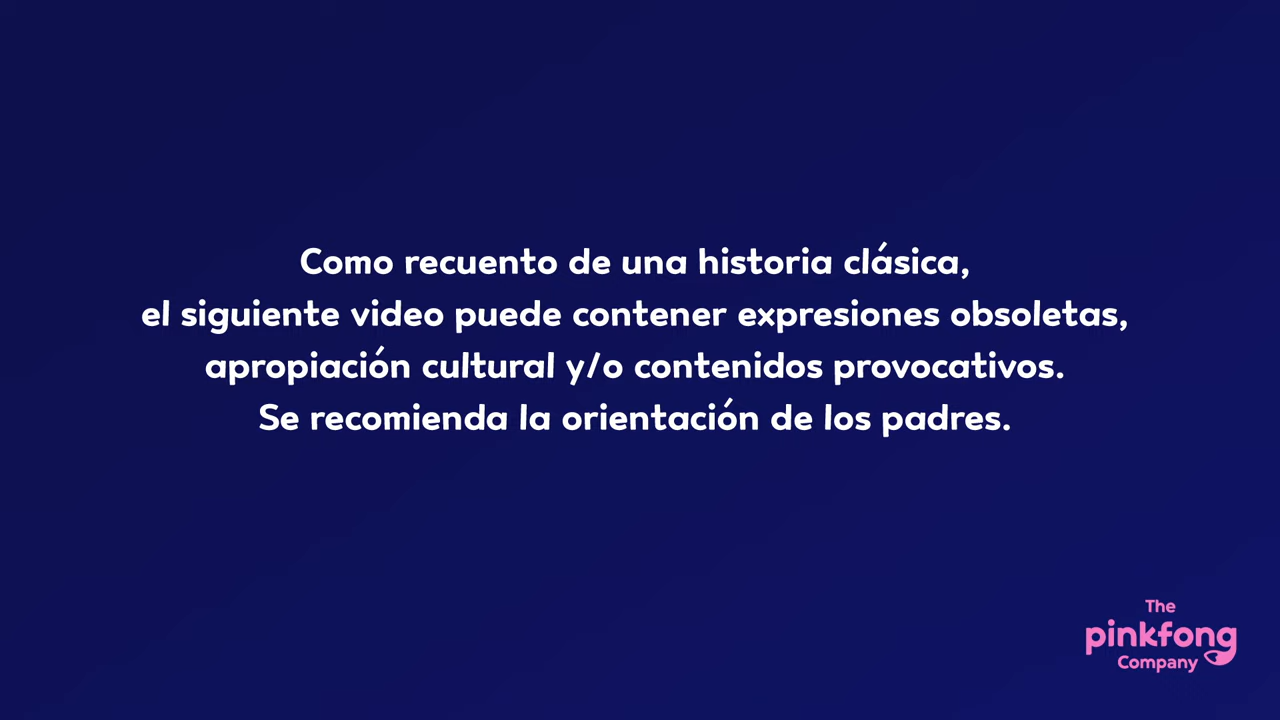 Como recuento de una historia clásica,
el siguiente video puede contener expresiones obsoletas,
apropiación cultural y/o contenidos provocativos.
Se recomienda la orientación de los padres.
The
pinkfong
Company